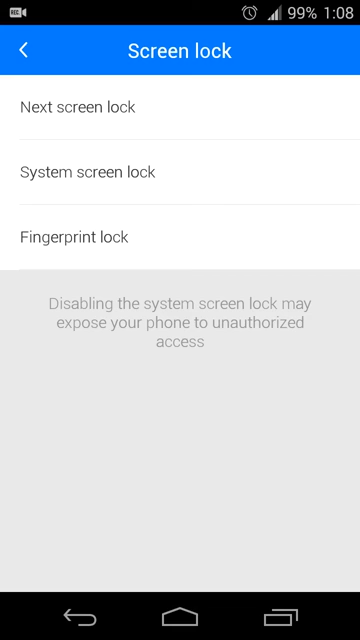 REC
99% 1:08
Screen lock
Next screen lock
System screen lock
Fingerprint lock
Disabling the system screen lock may
expose your phone to unauthorized
access